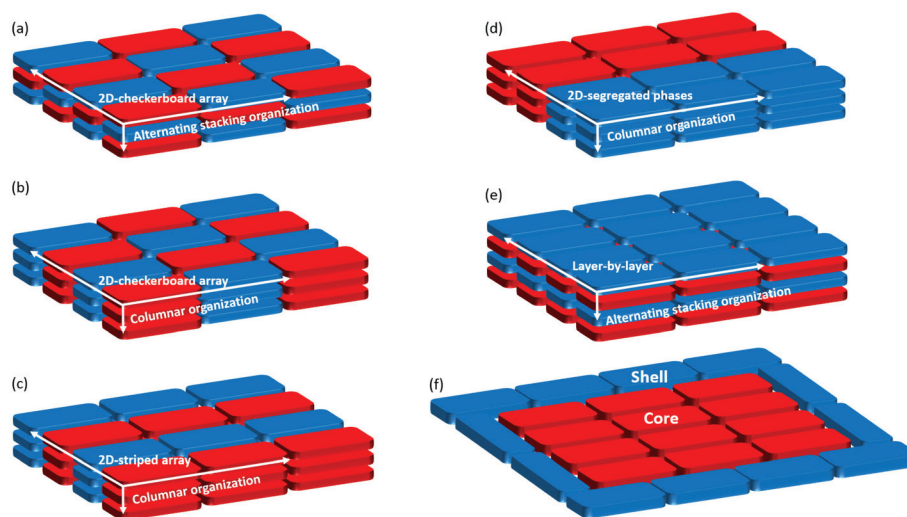 (a)
2D-checkerboard array
Alternating stacking organization
(b)
2D-checkerboard array
Columnar organization
(c)
2D-striped array
Columnar organization
(d)
2D-segregated phases
Columnar organization
(e)
Layer-by-layer
Alternating stacking organization
(f)
Shell
Core